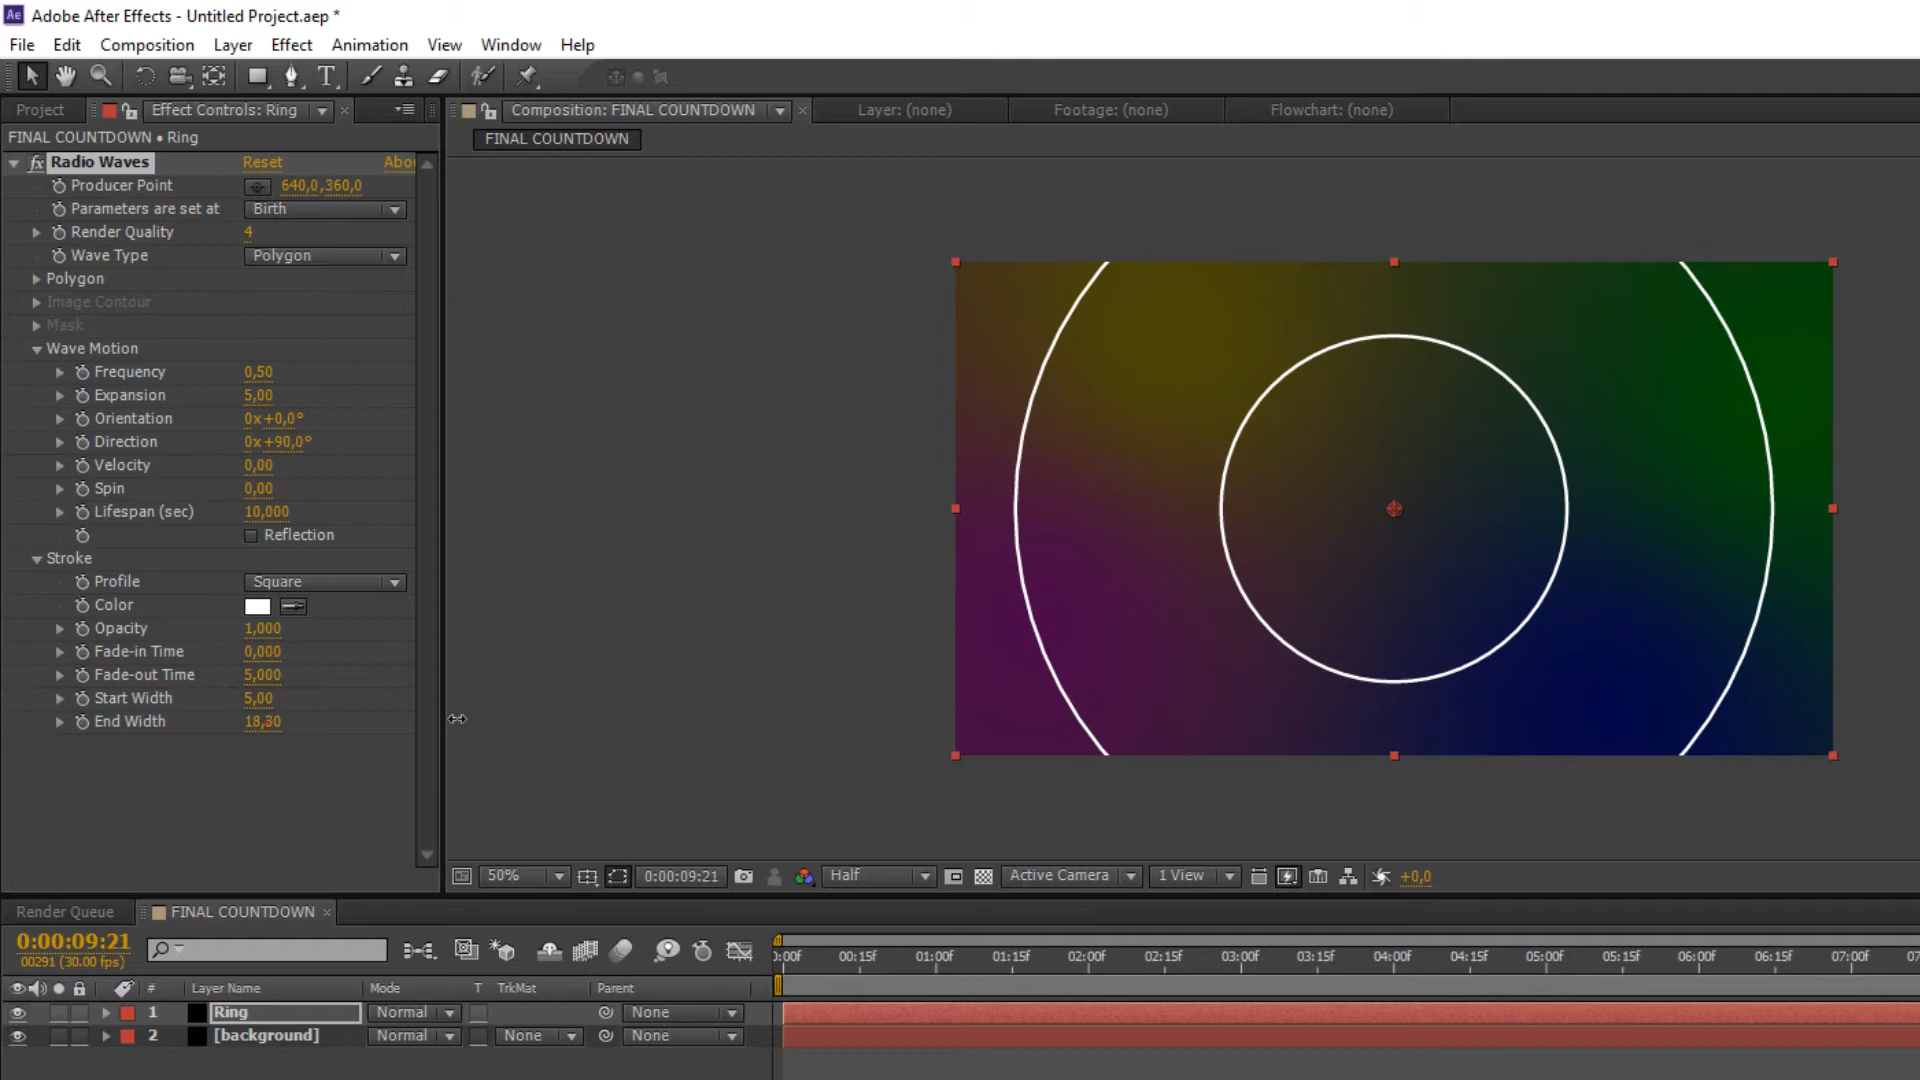 Ae Adobe After Effects - Untitled Project.aep *
File Edit Composition Layer Effect Animation View Window Help
Project Effect Controls: Ring × Composition: FINAL COUNTDOWN × Layer: (none) Footage: (none) Flowchart: (none)
FINAL COUNTDOWN • Ring
FINAL COUNTDOWN
fx Radio Waves Reset Abou
Producer Point 640,0,360,0
Parameters are set at Birth
Render Quality 4
Wave Type Polygon
Polygon
Image Contour
Mask
Wave Motion
Frequency 0,50
Expansion 5,00
Orientation 0x+0,0°
Direction 0x+90,0°
Velocity 0,00
Spin 0,00
Lifespan (sec) 10,000
Reflection
Stroke
Profile Square
Color
Opacity 1,000
Fade-in Time 0,000
Fade-out Time 5,000
Start Width 5,00
End Width 18,30
50% 0:00:09:21 Half Active Camera 1 View +0,0
Render Queue FINAL COUNTDOWN ×
0:00:09:21
00291 (30.00 fps)
0:00f 00:15f 01:00f 01:15f 02:00f 02:15f 03:00f 03:15f 04:00f 04:15f 05:00f 05:15f 06:00f 06:15f 07:00f 07
# Layer Name Mode T TrkMat Parent
1 Ring Normal None
2 [background] Normal None None